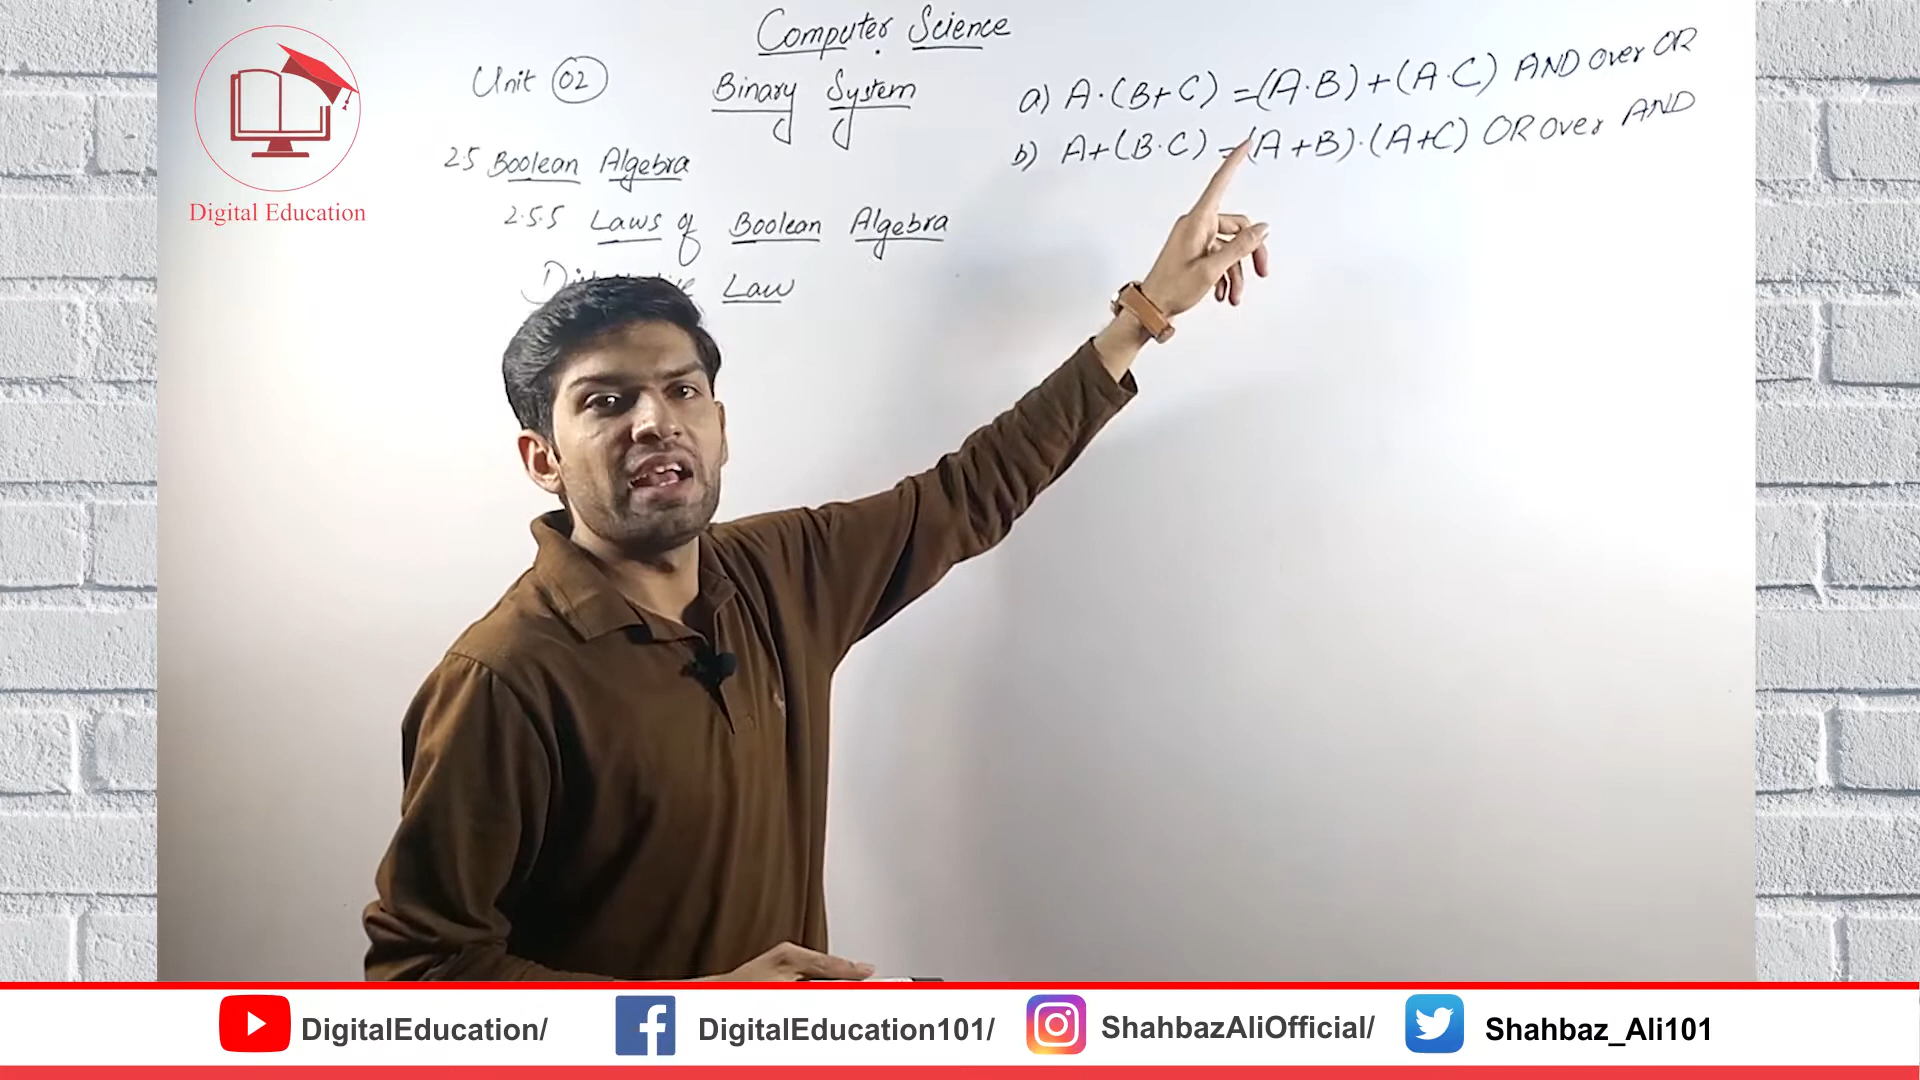 Digital Education
Computer Science
Unit 02
Binary System
2.5 Boolean Algebra
2.5.5 Laws of Boolean Algebra
Law
a) A.(B+C) =(A.B)+(A.C) AND over OR
b) A+(B.C) =(A+B).(A+C) OR over AND
DigitalEducation/
DigitalEducation101/
ShahbazAliOfficial/
Shahbaz_Ali101